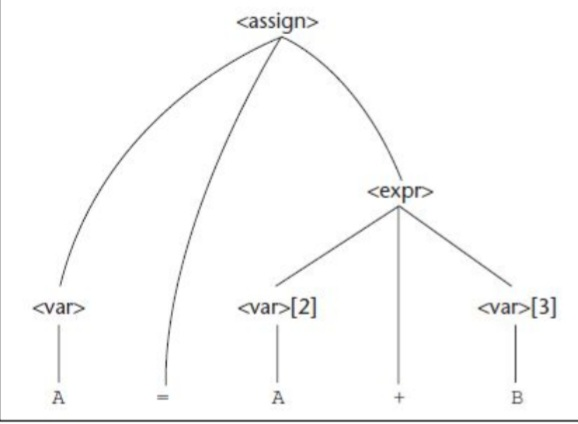 <assign>
<expr>
<var> <var>[2] <var>[3]
A = A + B